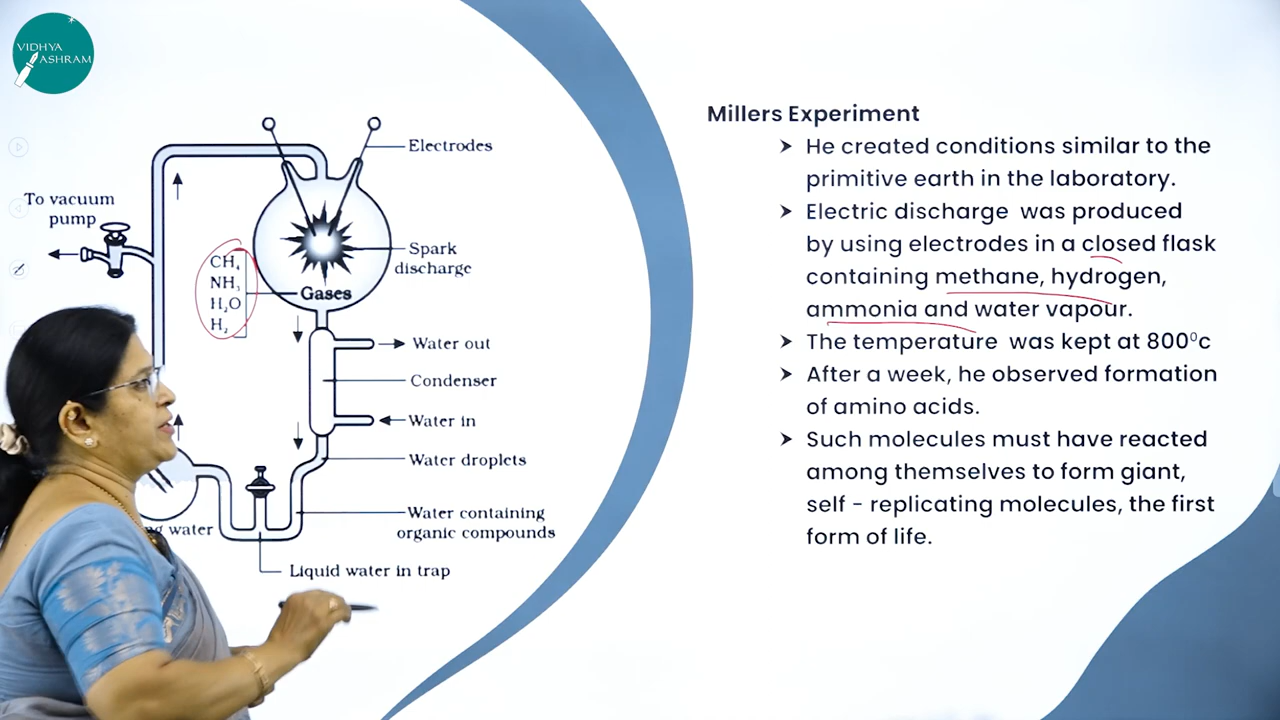 VIDHYA
ASHRAM
Electrodes
To vacuum
pump
Spark
discharge
CH₄
NH₃
H₂O
H₂
Gases
Water out
Condenser
Water in
Water droplets
Water containing
organic compounds
water
Liquid water in trap
Millers Experiment
➤ He created conditions similar to the
primitive earth in the laboratory.
➤ Electric discharge was produced
by using electrodes in a closed flask
containing methane, hydrogen,
ammonia and water vapour.
➤ The temperature was kept at 800⁰c
➤ After a week, he observed formation
of amino acids.
➤ Such molecules must have reacted
among themselves to form giant,
self - replicating molecules, the first
form of life.